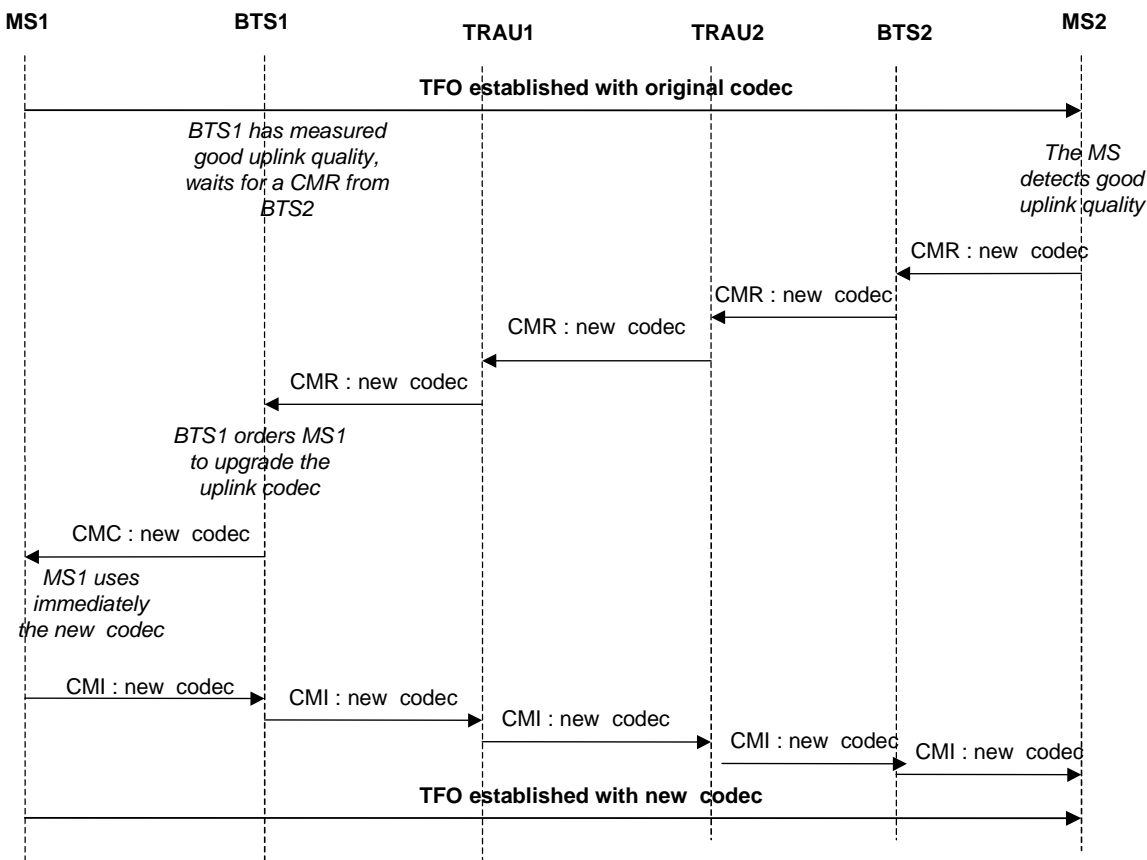 MS1
BTS1
TRAU1
TRAU2
BTS2
MS2
TFO established with original codec
BTS1 has measured
good uplink quality,
waits for a CMR from
BTS2
The MS
detects good
uplink quality
CMR : new codec
CMR : new codec
CMR : new codec
CMR : new codec
BTS1 orders MS1
to upgrade the
uplink codec
CMC : new codec
MS1 uses
immediately
the new codec
CMI : new codec
CMI : new codec
CMI : new codec
CMI : new codec
CMI : new codec
TFO established with new codec